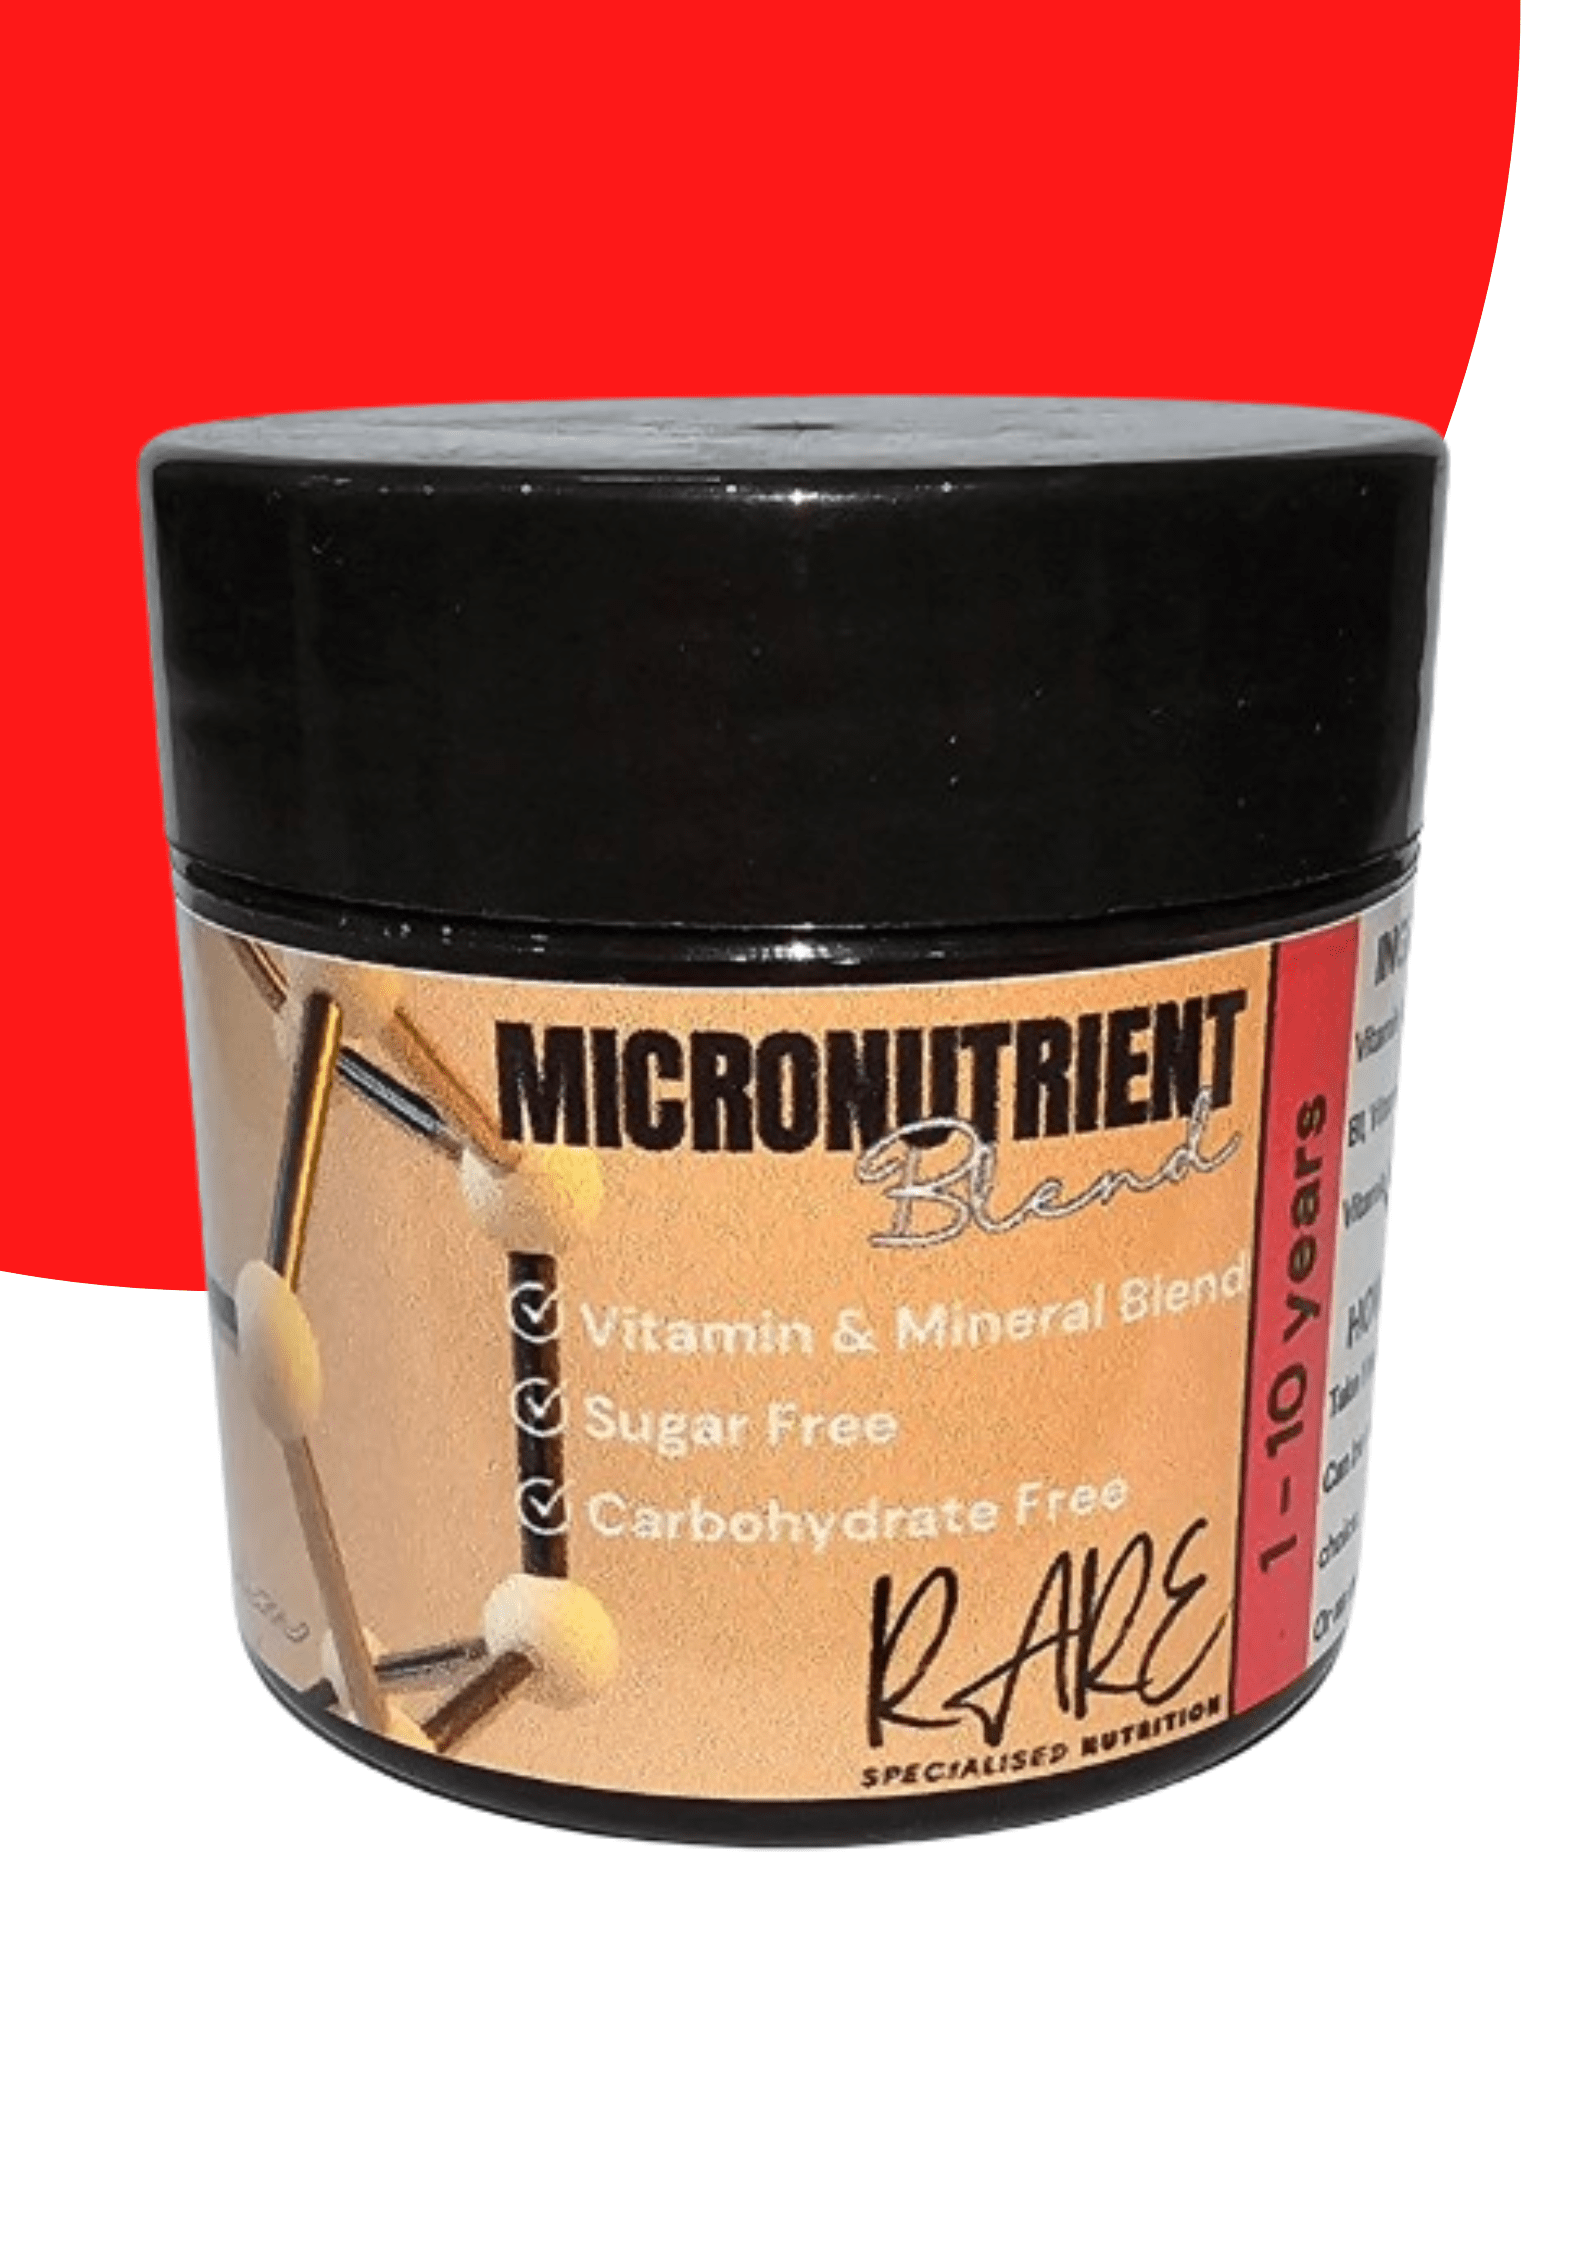 MICRONUTRIENT
Blend
Vitamin & Mineral Blend
Sugar Free
Carbohydrate Free
RARE
SPECIALISED NUTRITION
1 - 10 years